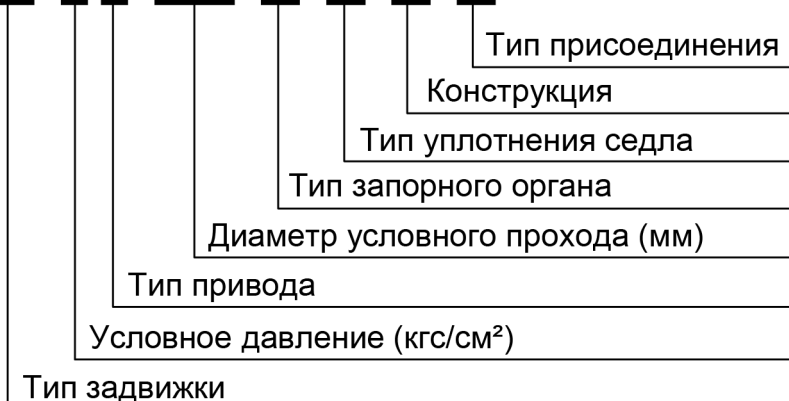 Тип присоединения
Конструкция
Тип уплотнения седла
Тип запорного органа
Диаметр условного прохода (мм)
Тип привода
Условное давление (кгс/см²)
Тип задвижки